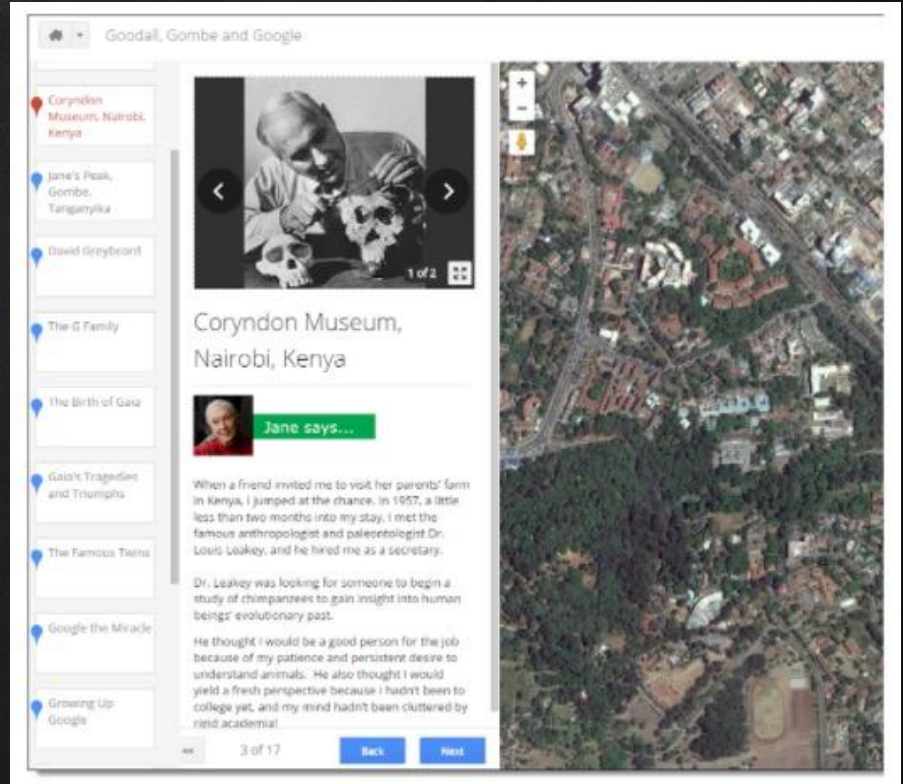 Goodall, Gombe and Google
Coryndon
Museum, Nairobi,
Kenya
Jane's Peak,
Gombe,
Tanganyika
David Greybeard
The G Family
The Birth of Gaia
Gaia's Tragedies
and Triumphs
The Famous Twins
Google the Miracle
Growing Up
Google
1 of 2
Coryndon Museum,
Nairobi, Kenya
Jane says...
When a friend invited me to visit her parents' farm
in Kenya, I jumped at the chance. In 1957, a little
less than two months into my stay, I met the
famous anthropologist and paleontologist Dr.
Louis Leakey, and he hired me as a secretary.
Dr. Leakey was looking for someone to begin a
study of chimpanzees to gain insight into human
beings' evolutionary past.
He thought I would be a good person for the job
because of my patience and persistent desire to
understand animals. He also thought I would
yield a fresh perspective because I hadn't been to
college yet, and my mind hadn't been cluttered by
rigid academia!
3 of 17
Back
Next